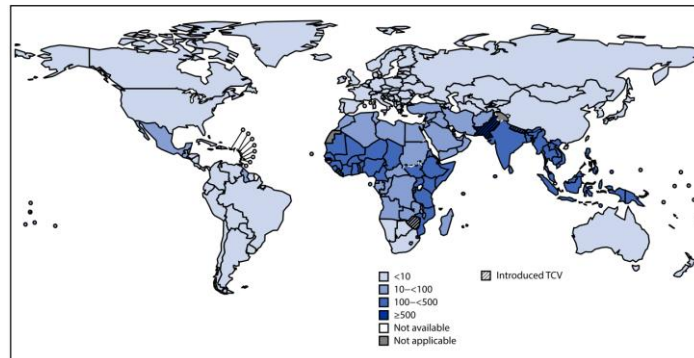 <10
10–<100
100–<500
≥500
Not available
Not applicable
Introduced TCV